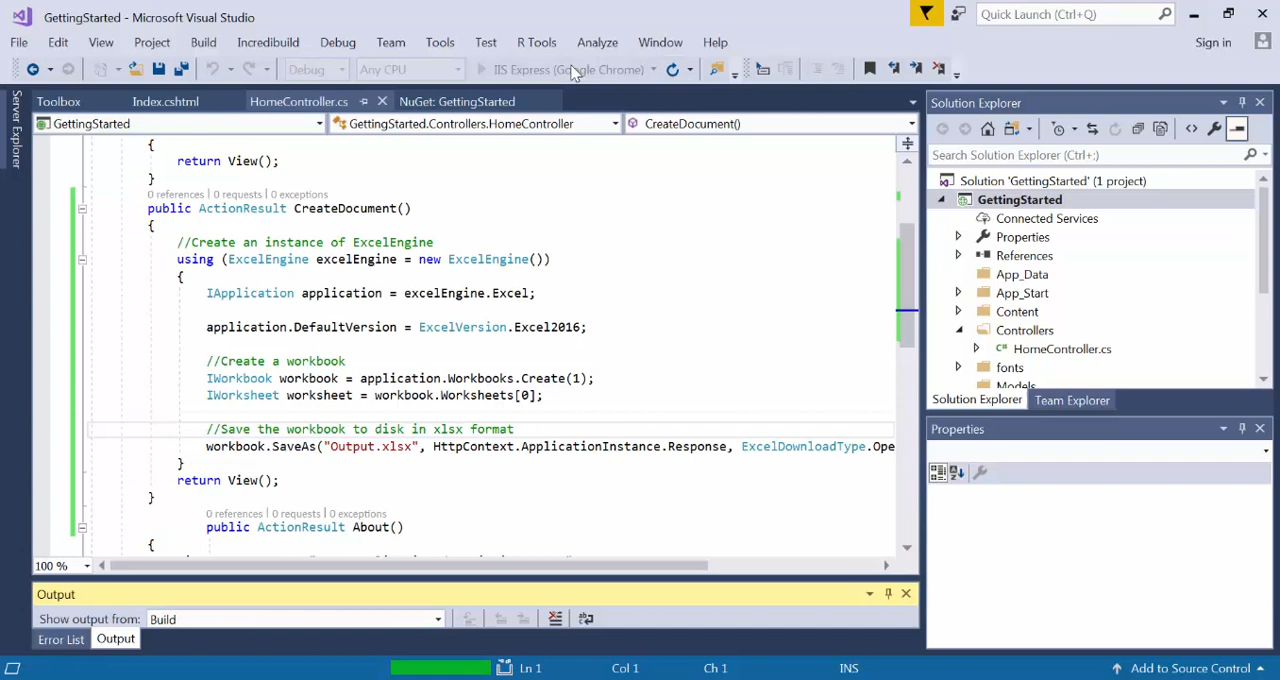 GettingStarted - Microsoft Visual Studio
Quick Launch (Ctrl+Q)
File Edit View Project Build Incredibuild Debug Team Tools Test R Tools Analyze Window Help
Sign in
Debug Any CPU IIS Express (Google Chrome)
Server Explorer
Toolbox Index.cshtml HomeController.cs NuGet: GettingStarted
GettingStarted GettingStarted.Controllers.HomeController CreateDocument()
{
return View();
}
0 references | 0 requests | 0 exceptions
public ActionResult CreateDocument()
{
//Create an instance of ExcelEngine
using (ExcelEngine excelEngine = new ExcelEngine())
{
IApplication application = excelEngine.Excel;
application.DefaultVersion = ExcelVersion.Excel2016;
//Create a workbook
IWorkbook workbook = application.Workbooks.Create(1);
IWorksheet worksheet = workbook.Worksheets[0];
//Save the workbook to disk in xlsx format
workbook.SaveAs("Output.xlsx", HttpContext.ApplicationInstance.Response, ExcelDownloadType.Ope
}
return View();
}
0 references | 0 requests | 0 exceptions
public ActionResult About()
{
100 %
Output
Show output from: Build
Error List Output
Solution Explorer
Search Solution Explorer (Ctrl+;)
Solution 'GettingStarted' (1 project)
GettingStarted
Connected Services
Properties
References
App_Data
App_Start
Content
Controllers
C# HomeController.cs
fonts
Models
Solution Explorer Team Explorer
Properties
Ln 1 Col 1 Ch 1 INS Add to Source Control